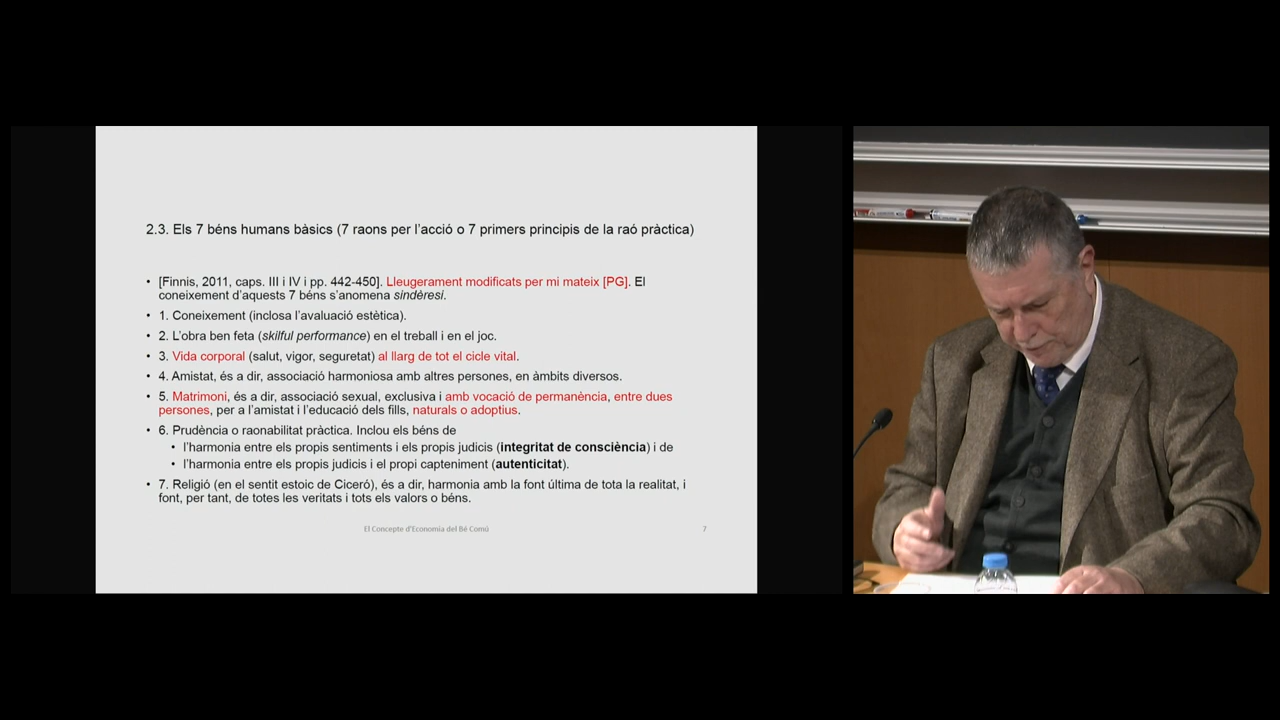 2.3. Els 7 béns humans bàsics (7 raons per l’acció o 7 primers principis de la raó pràctica)
• [Finnis, 2011, caps. III i IV i pp. 442-450]. Lleugerament modificats per mi mateix [PG]. El
coneixement d’aquests 7 béns s’anomena sindèresi.
• 1. Coneixement (inclosa l’avaluació estètica).
• 2. L’obra ben feta (skilful performance) en el treball i en el joc.
• 3. Vida corporal (salut, vigor, seguretat) al llarg de tot el cicle vital.
• 4. Amistat, és a dir, associació harmoniosa amb altres persones, en àmbits diversos.
• 5. Matrimoni, és a dir, associació sexual, exclusiva i amb vocació de permanència, entre dues
persones, per a l’amistat i l’educació dels fills, naturals o adoptius.
• 6. Prudència o raonabilitat pràctica. Inclou els béns de
• l’harmonia entre els propis sentiments i els propis judicis (integritat de consciència) i de
• l’harmonia entre els propis judicis i el propi capteniment (autenticitat).
• 7. Religió (en el sentit estoic de Ciceró), és a dir, harmonia amb la font última de tota la realitat, i
font, per tant, de totes les veritats i tots els valors o béns.
El Concepte d’Economia del Bé Comú
7